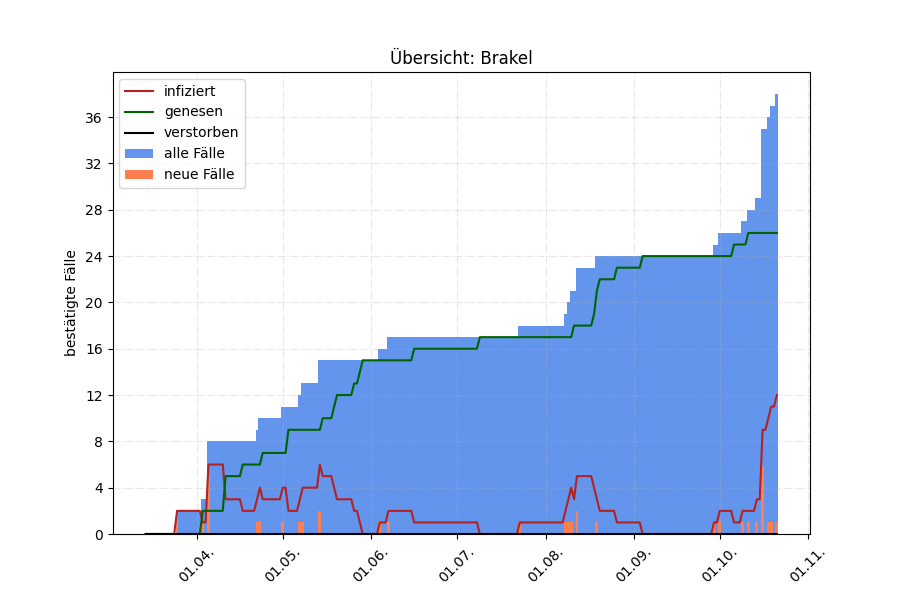 Übersicht: Brakel
infiziert
genesen
verstorben
alle Fälle
neue Fälle
bestätigte Fälle
36
32
28
24
20
16
12
8
4
0
01.04.
01.05.
01.06.
01.07.
01.08.
01.09.
01.10.
01.11.